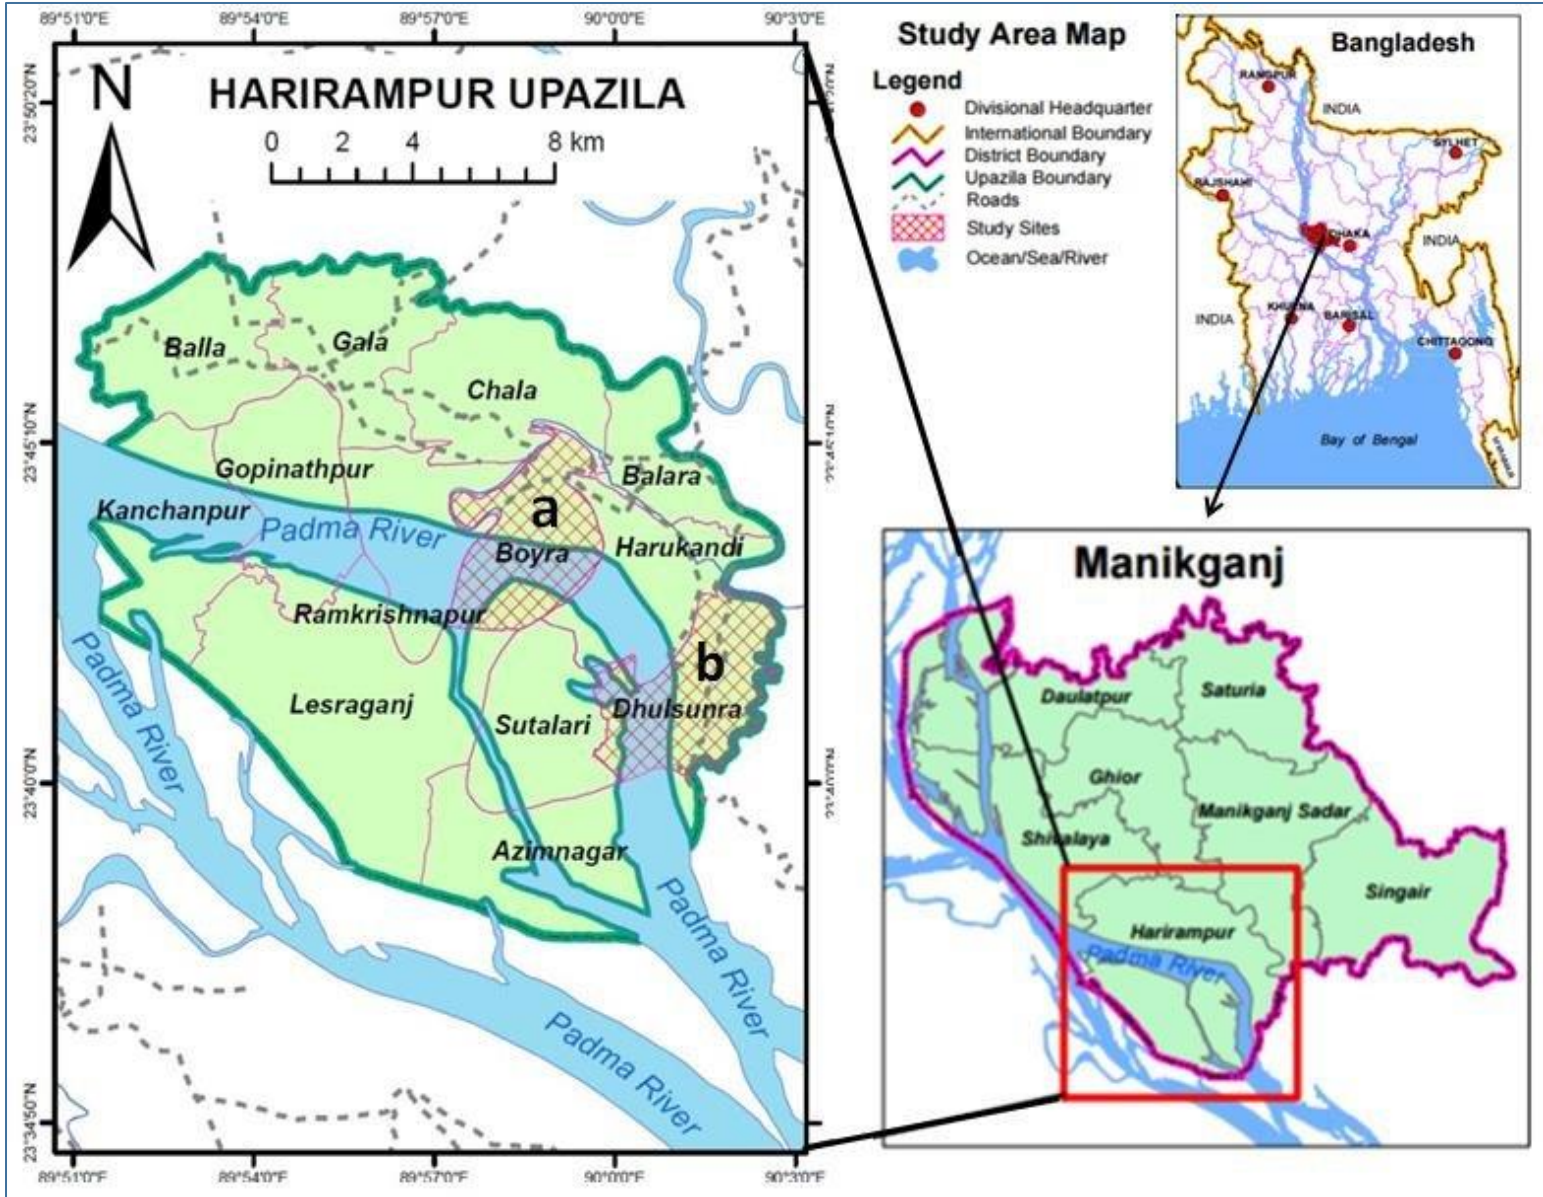 89°51'0"E 89°54'0"E 89°57'0"E 90°0'0"E 90°3'0"E
N
HARIRAMPUR UPAZILA
0 2 4 8 km
23°50'20"N
Balla
Gala
Chala
23°45'10"N
Gopinathpur
Balara
Kanchanpur
Padma River
a
Boyra
Harukandi
Ramkrishnapur
b
Padma River
Lesraganj
Sutalari
Dhulsunra
23°40'0"N
Azimnagar
Padma River
Padma River
23°34'50"N
89°51'0"E 89°54'0"E 89°57'0"E 90°0'0"E 90°3'0"E
Study Area Map
Legend
Divisional Headquarter
International Boundary
District Boundary
Upazila Boundary
Roads
Study Sites
Ocean/Sea/River
Bangladesh
RANGPUR
INDIA
SYLHET
RAJSHAHI
DHAKA
INDIA
KHULNA
BARISAL
INDIA
CHITTAGONG
Bay of Bengal
Manikganj
Daulatpur
Saturia
Ghior
Manikganj Sadar
Shibalaya
Singair
Harirampur
Padma River